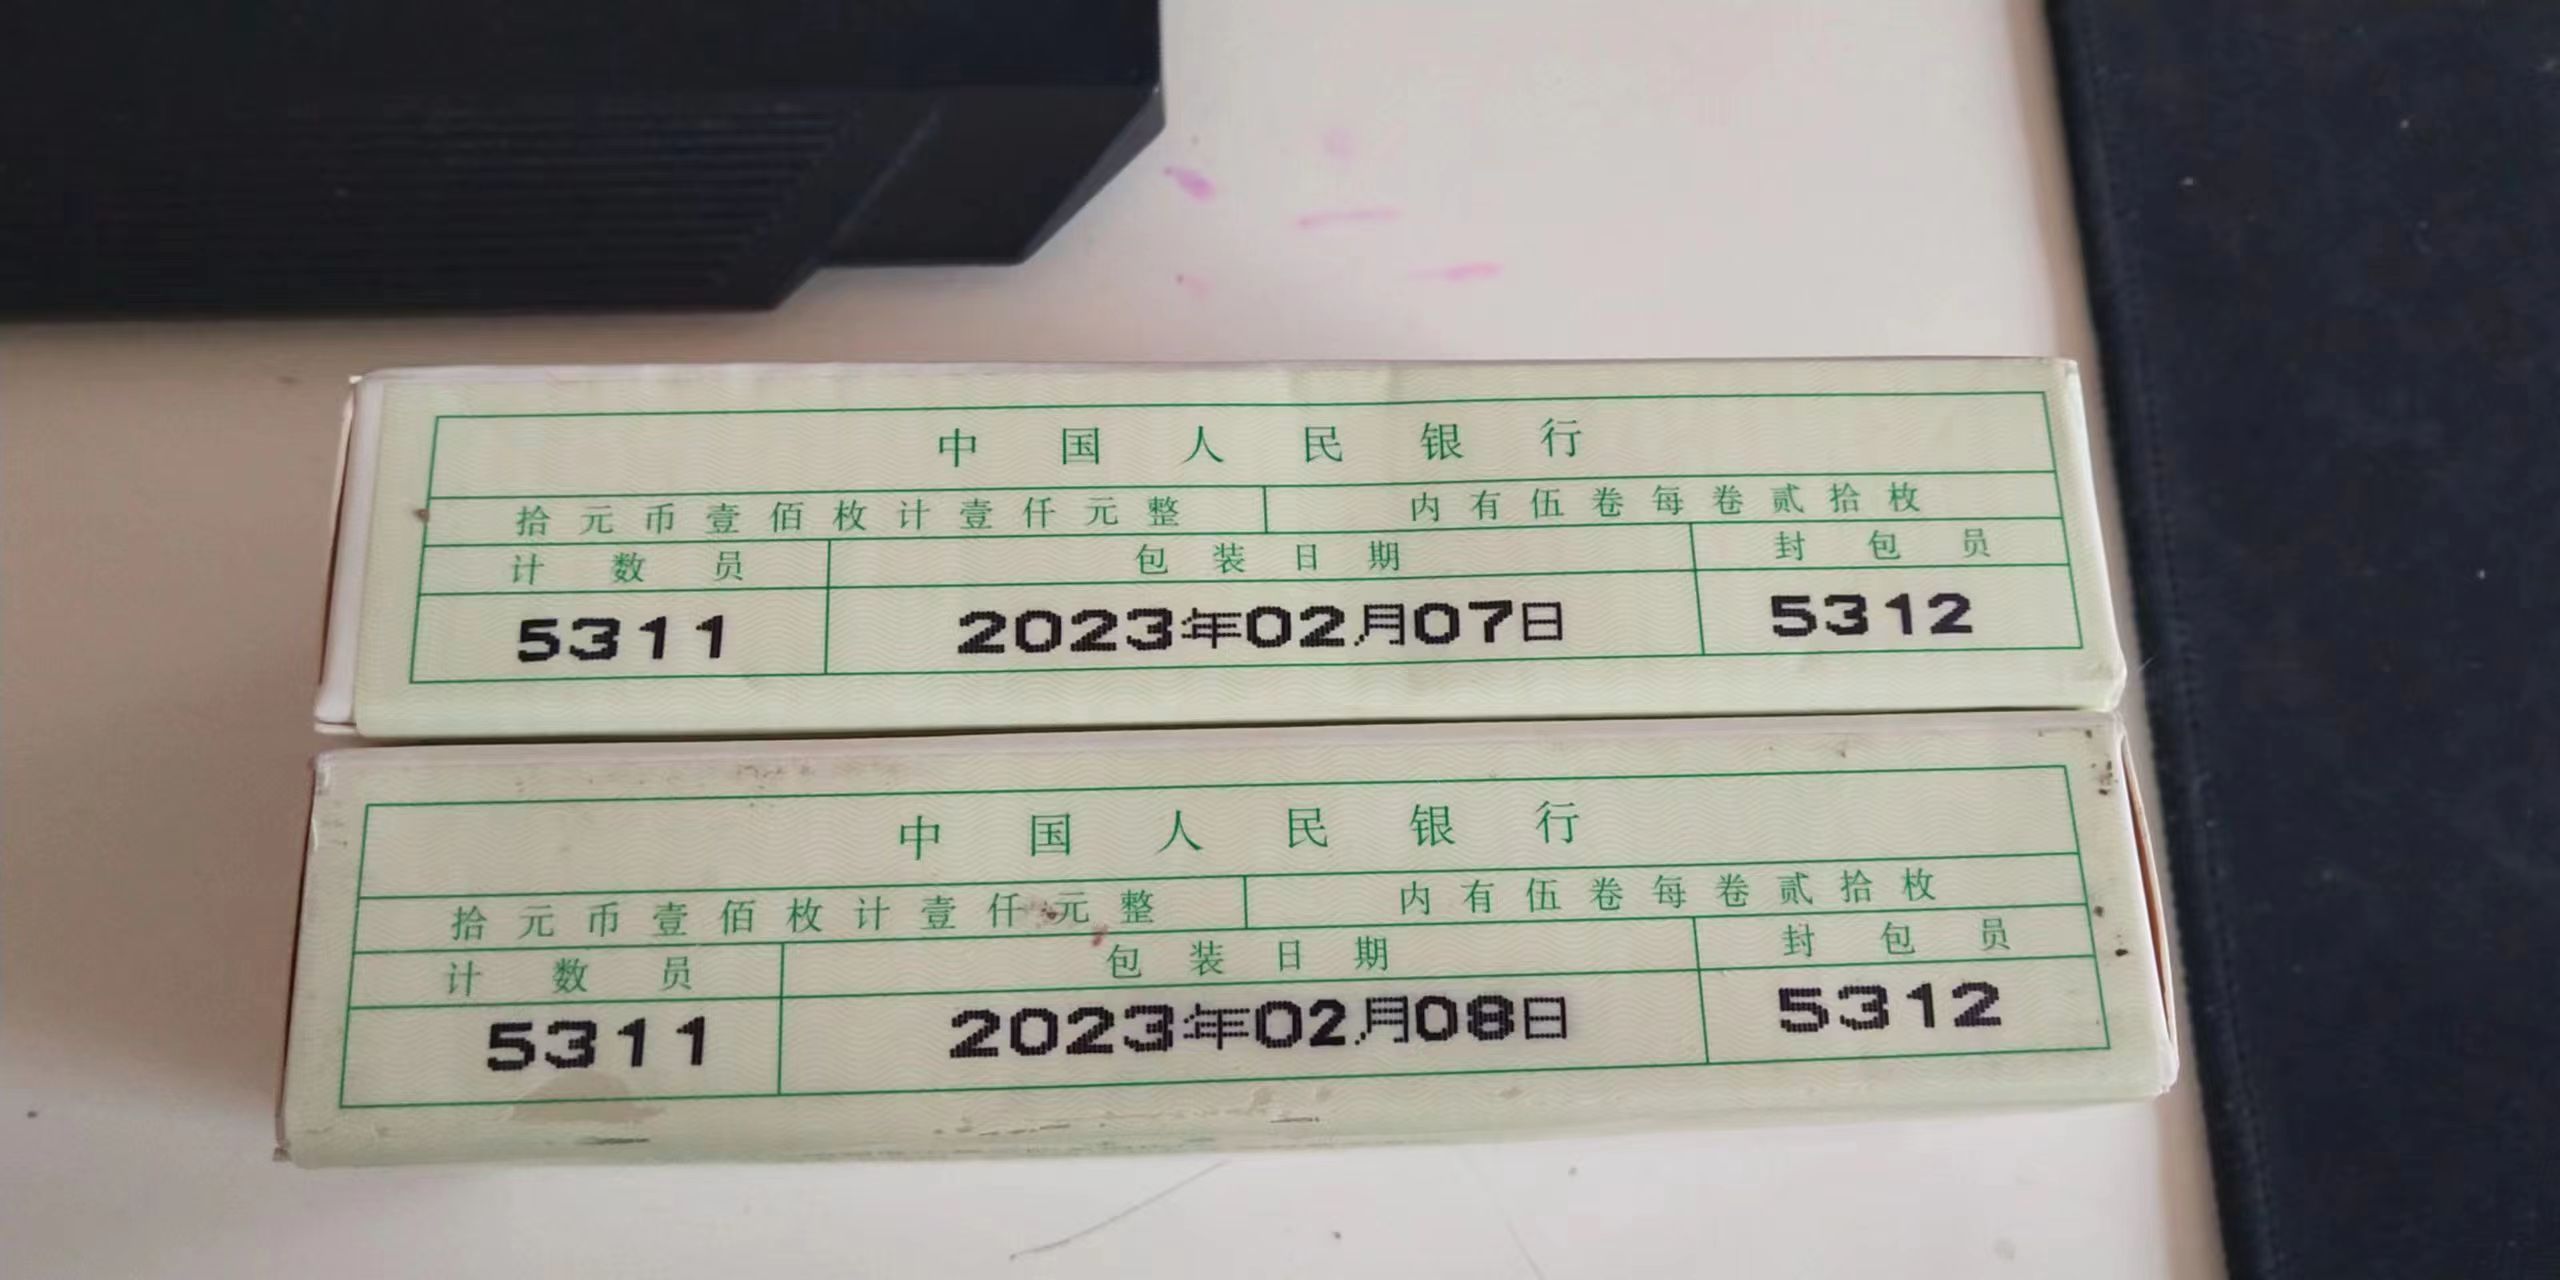 中国人民银行
拾元币壹佰枚计壹仟元整 内有伍卷每卷贰拾枚
计数员 包装日期 封包员
5311 2023年02月07日 5312
中国人民银行
拾元币壹佰枚计壹仟元整 内有伍卷每卷贰拾枚
计数员 包装日期 封包员
5311 2023年02月08日 5312